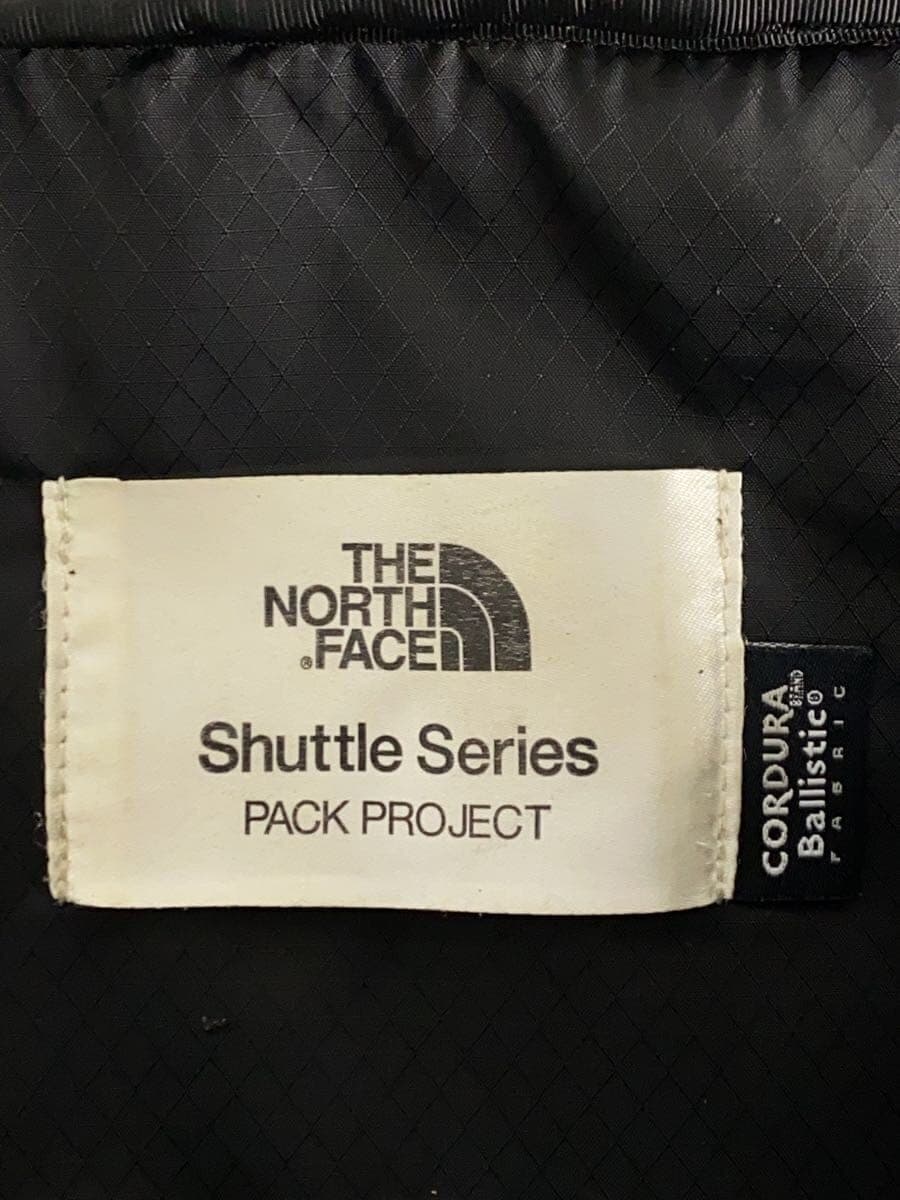 THE
NORTH
®FACE
Shuttle Series
PACK PROJECT
CORDURA BRAND
Ballistic®
FABRIC